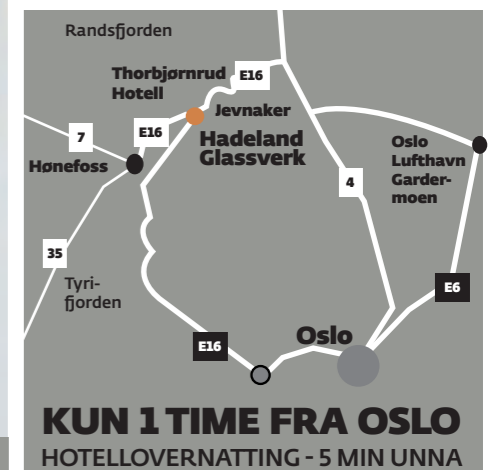 Randsfjorden
Thorbjørnrud
Hotell
E16
Jevnaker
7
E16
Hadeland
Glassverk
Hønefoss
Oslo
Lufthavn
Garder-
moen
4
35
Tyri-
fjorden
E6
E16
Oslo
KUN 1 TIME FRA OSLO
HOTELLOVERNATTING - 5 MIN UNNA